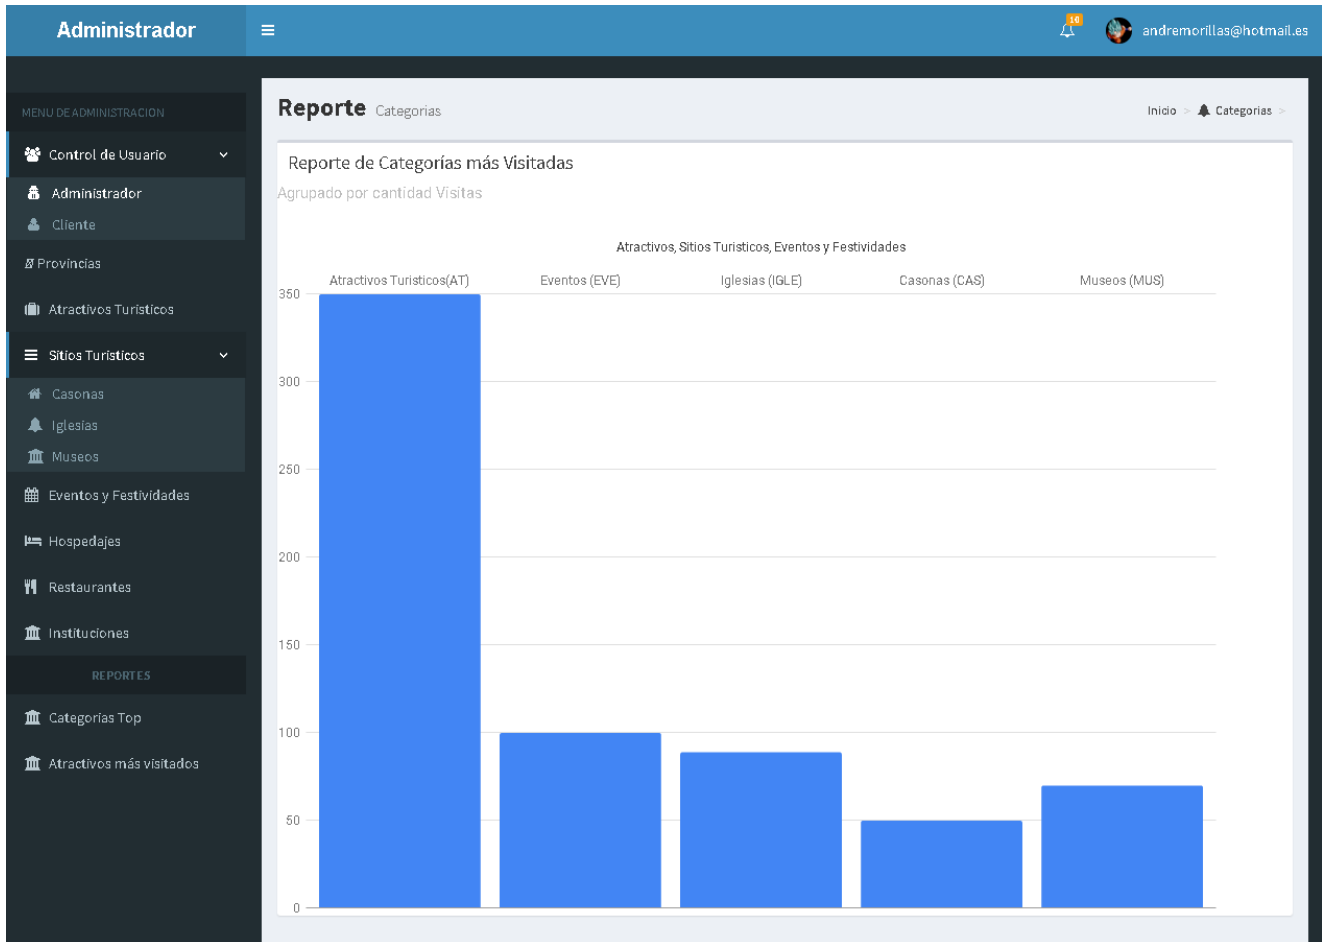 Administrador
10
andremorillas@hotmail.es
MENU DE ADMINISTRACION
Control de Usuario
Administrador
Cliente
Provincias
Atractivos Turisticos
Sitios Turisticos
Casonas
Iglesias
Museos
Eventos y Festividades
Hospedajes
Restaurantes
Instituciones
REPORTES
Categorias Top
Atractivos más visitados
Reporte Categorias
Inicio > Categorias >
Reporte de Categorías más Visitadas
Agrupado por cantidad Visitas
Atractivos, Sitios Turisticos, Eventos y Festividades
Atractivos Turisticos(AT) Eventos (EVE) Iglesias (IGLE) Casonas (CAS) Museos (MUS)
350
300
250
200
150
100
50
0